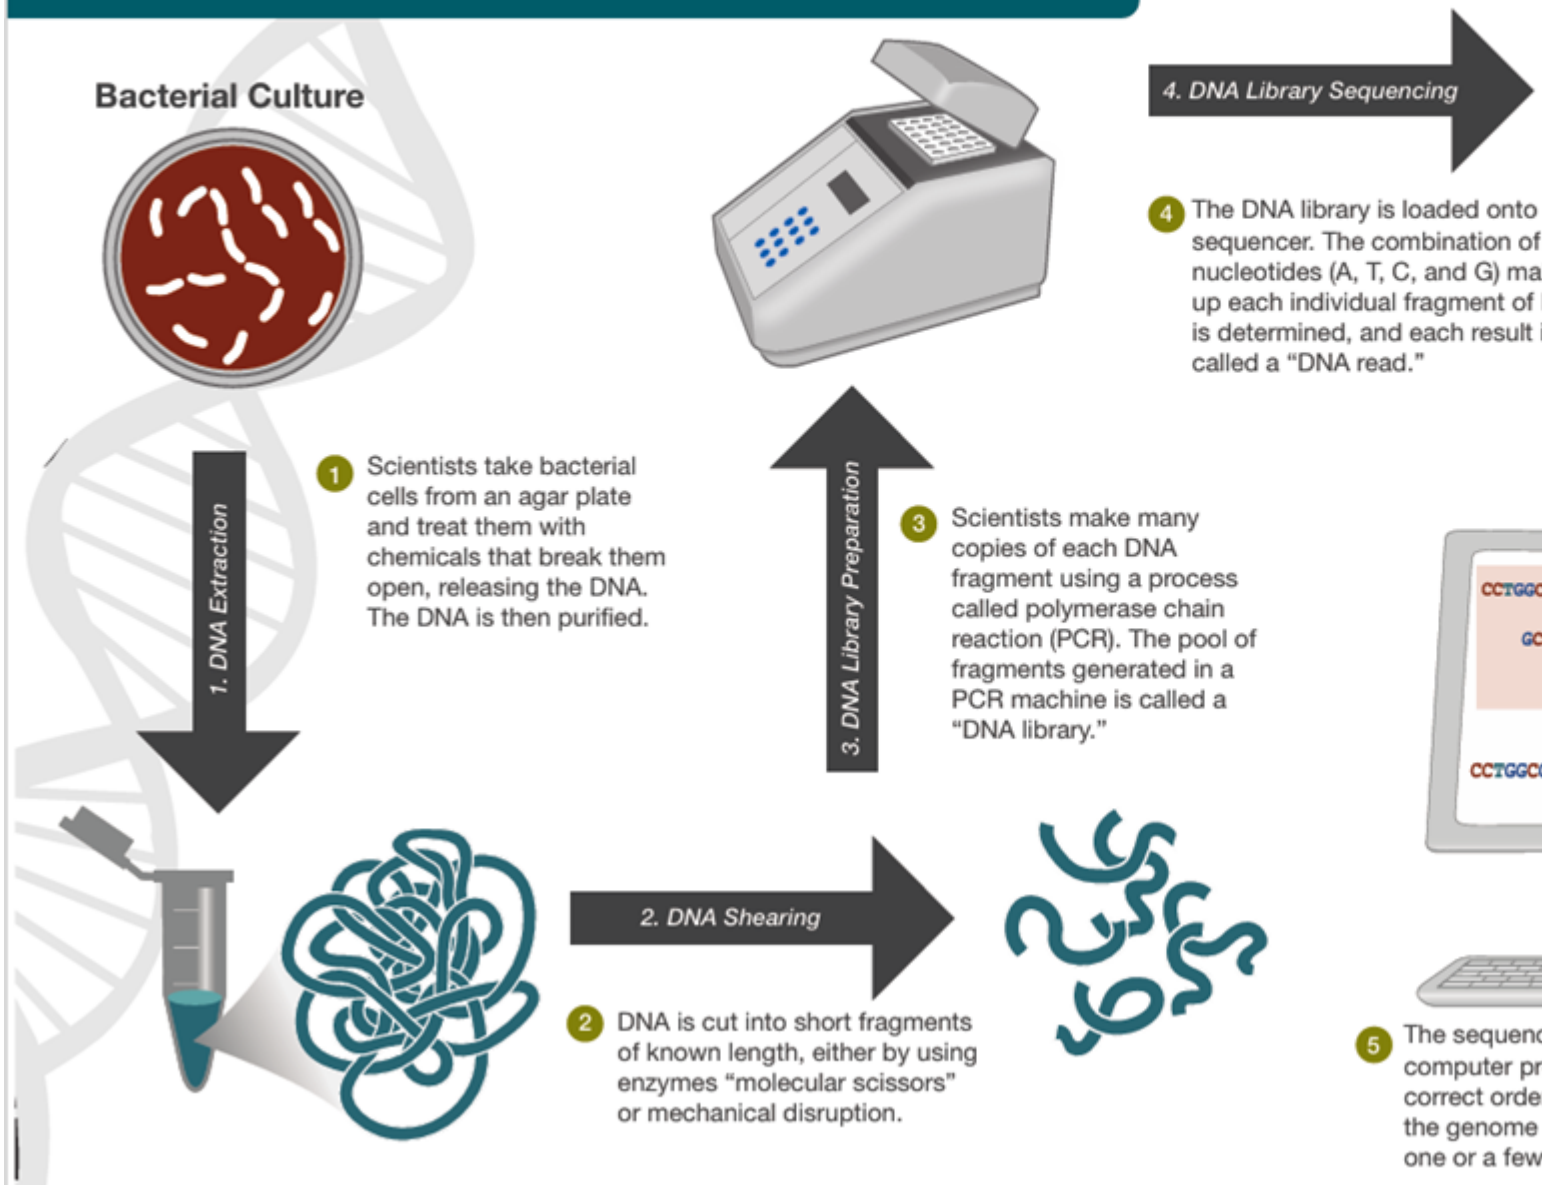 Bacterial Culture
1. DNA Extraction
1 Scientists take bacterial
cells from an agar plate
and treat them with
chemicals that break them
open, releasing the DNA.
The DNA is then purified.
2. DNA Shearing
2 DNA is cut into short fragments
of known length, either by using
enzymes “molecular scissors”
or mechanical disruption.
3. DNA Library Preparation
3 Scientists make many
copies of each DNA
fragment using a process
called polymerase chain
reaction (PCR). The pool of
fragments generated in a
PCR machine is called a
“DNA library.”
4. DNA Library Sequencing
4 The DNA library is loaded onto
sequencer. The combination of
nucleotides (A, T, C, and G)
up each individual fragment of
is determined, and each result
called a “DNA read.”
5 The
computer
correct
the genome
one or a few